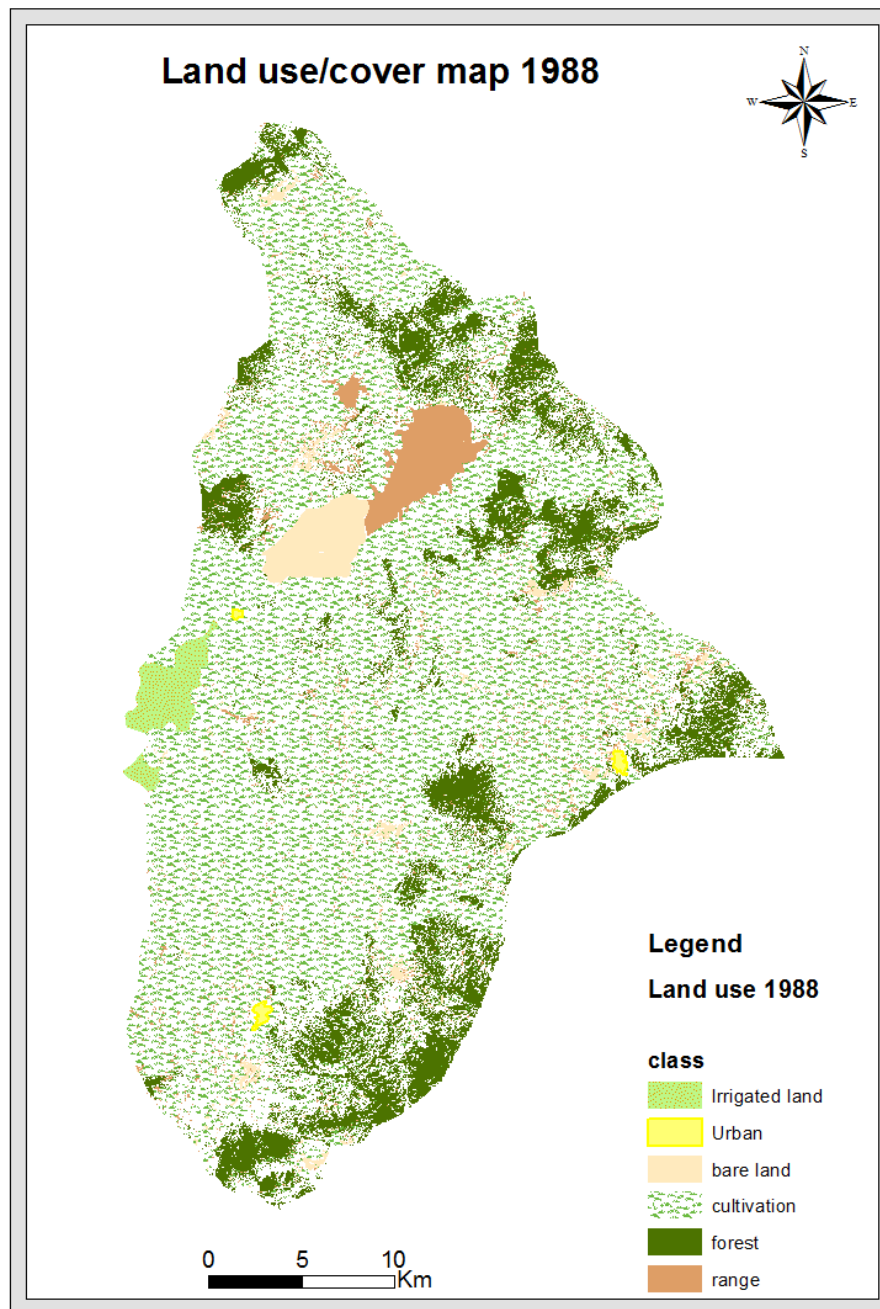 Land use/cover map 1988
N
W E
S
Legend
Land use 1988
class
Irrigated land
Urban
bare land
cultivation
forest
range
0 5 10
Km